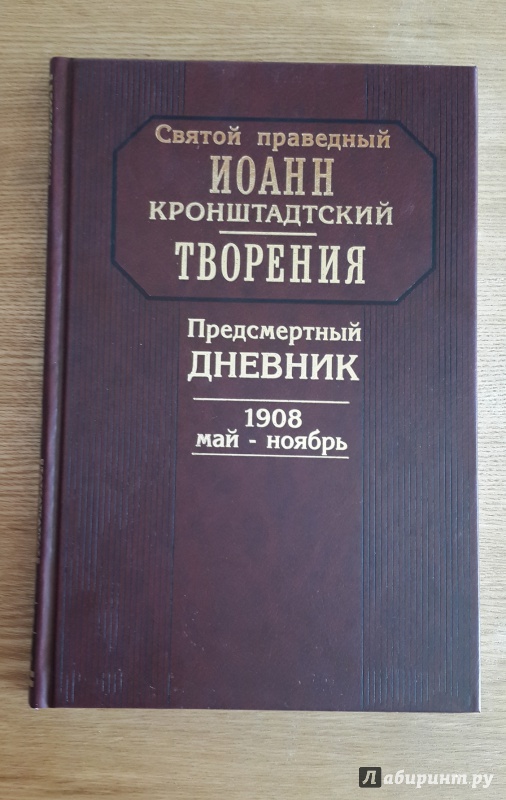 Святой праведный
ИОАНН
КРОНШТАДТСКИЙ
ТВОРЕНИЯ
Предсмертный
ДНЕВНИК
1908
май - ноябрь
Лабиринт.ру